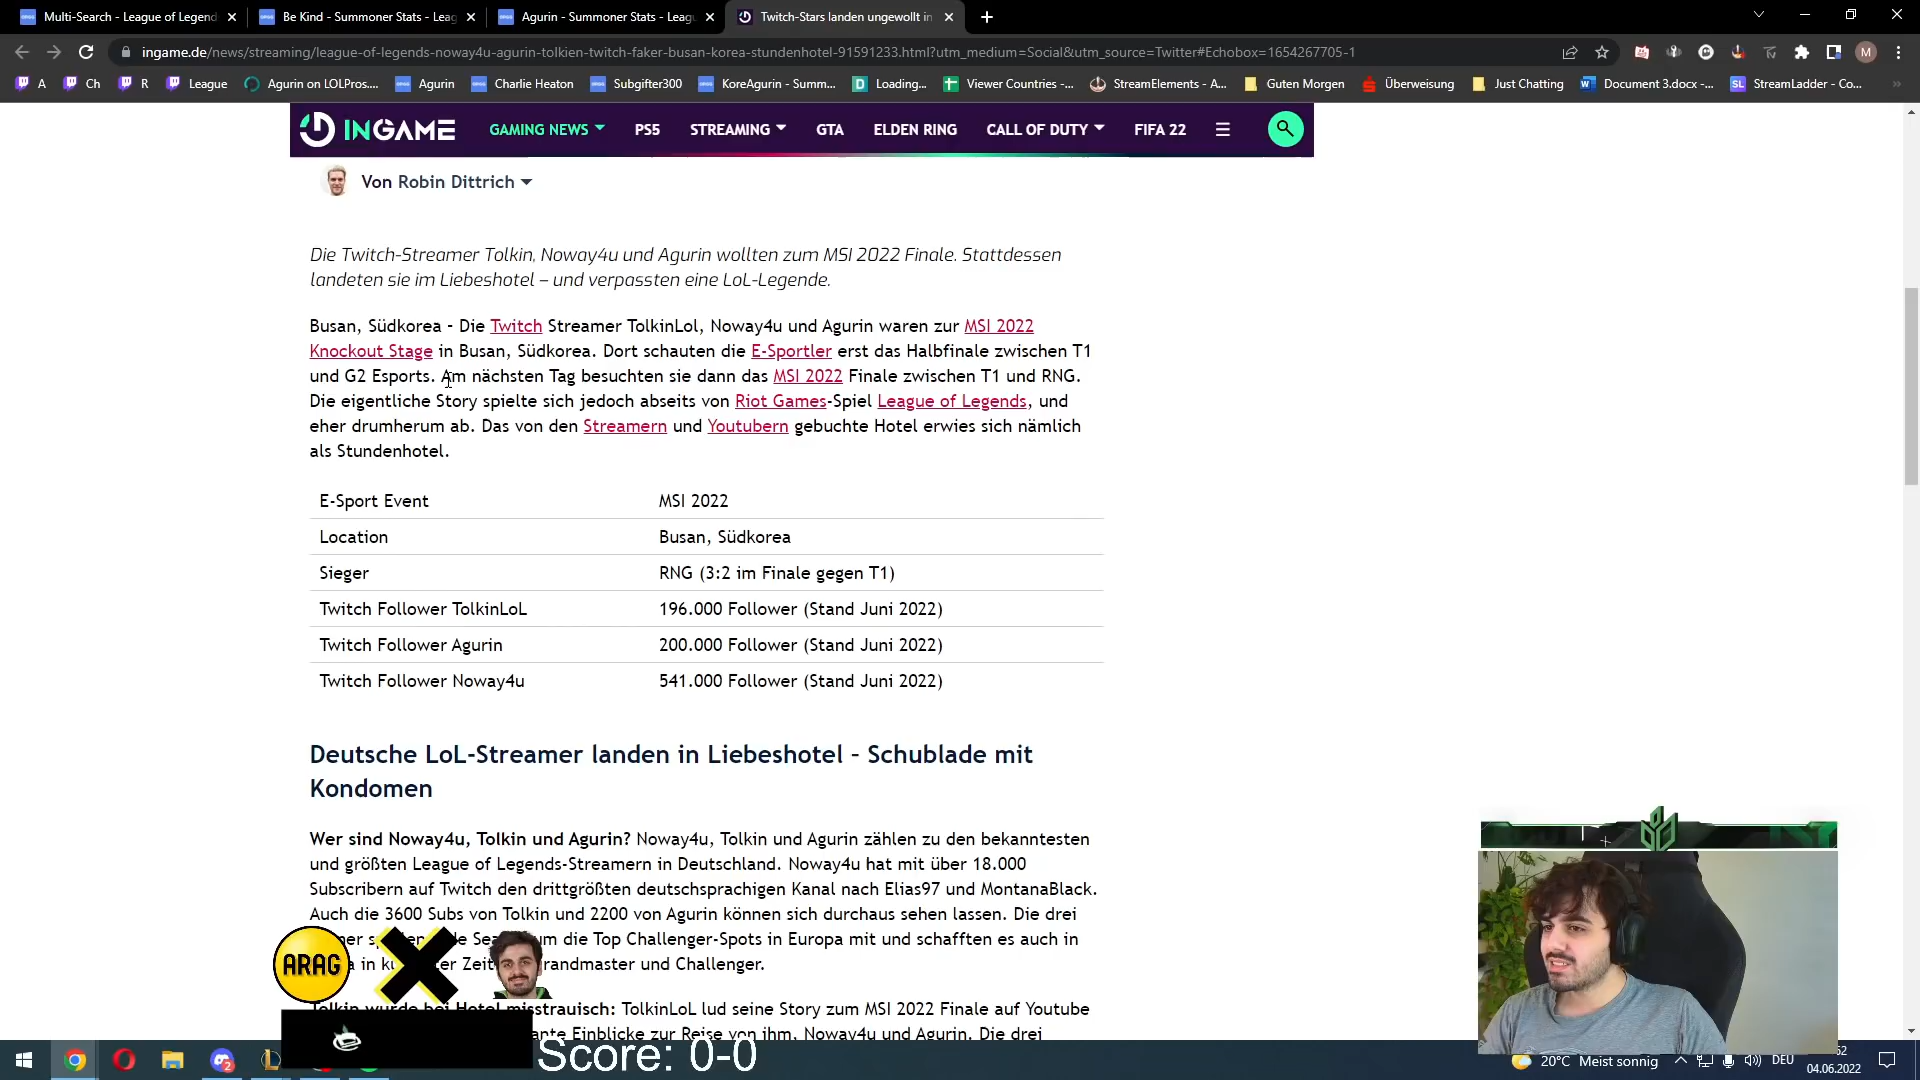 Multi-Search - League of Legend
Be Kind - Summoner Stats - Leag
Agurin - Summoner Stats - Leagu
Twitch-Stars landen ungewollt in
ingame.de/news/streaming/league-of-legends-noway4u-agurin-tolkien-twitch-faker-busan-korea-stundenhotel-91591233.html?utm_medium=Social&utm_source=Twitter#Echobox=1654267705-1
M
A
Ch
R
League
Agurin on LOLPros....
Agurin
Charlie Heaton
Subgifter300
KoreAgurin - Summ...
Loading...
Viewer Countries -...
StreamElements - A...
Guten Morgen
Überweisung
Just Chatting
Document 3.docx -...
StreamLadder - Co...
INGAME
GAMING NEWS
PS5
STREAMING
GTA
ELDEN RING
CALL OF DUTY
FIFA 22
Von Robin Dittrich
Die Twitch-Streamer Tolkin, Noway4u und Agurin wollten zum MSI 2022 Finale. Stattdessen
landeten sie im Liebeshotel – und verpassten eine LoL-Legende.
Busan, Südkorea - Die Twitch Streamer TolkinLol, Noway4u und Agurin waren zur MSI 2022
Knockout Stage in Busan, Südkorea. Dort schauten die E-Sportler erst das Halbfinale zwischen T1
und G2 Esports. Am nächsten Tag besuchten sie dann das MSI 2022 Finale zwischen T1 und RNG.
Die eigentliche Story spielte sich jedoch abseits von Riot Games-Spiel League of Legends, und
eher drumherum ab. Das von den Streamern und Youtubern gebuchte Hotel erwies sich nämlich
als Stundenhotel.
E-Sport Event MSI 2022
Location Busan, Südkorea
Sieger RNG (3:2 im Finale gegen T1)
Twitch Follower TolkinLoL 196.000 Follower (Stand Juni 2022)
Twitch Follower Agurin 200.000 Follower (Stand Juni 2022)
Twitch Follower Noway4u 541.000 Follower (Stand Juni 2022)
Deutsche LoL-Streamer landen in Liebeshotel – Schublade mit
Kondomen
Wer sind Noway4u, Tolkin und Agurin? Noway4u, Tolkin und Agurin zählen zu den bekanntesten
und größten League of Legends-Streamern in Deutschland. Noway4u hat mit über 18.000
Subscribern auf Twitch den drittgrößten deutschsprachigen Kanal nach Elias97 und MontanaBlack.
Auch die 3600 Subs von Tolkin und 2200 von Agurin können sich durchaus sehen lassen. Die drei
um die Top Challenger-Spots in Europa mit und schafften es auch in
in Zeit randmaster und Challenger.
Tolkin wurde bei Hotel misstrauisch: TolkinLoL lud seine Story zum MSI 2022 Finale auf Youtube
ante Einblicke zur Reise von ihm, Noway4u und Agurin. Die drei
ARAG
Score: 0-0
2
20°C Meist sonnig
DEU
52
04.06.2022